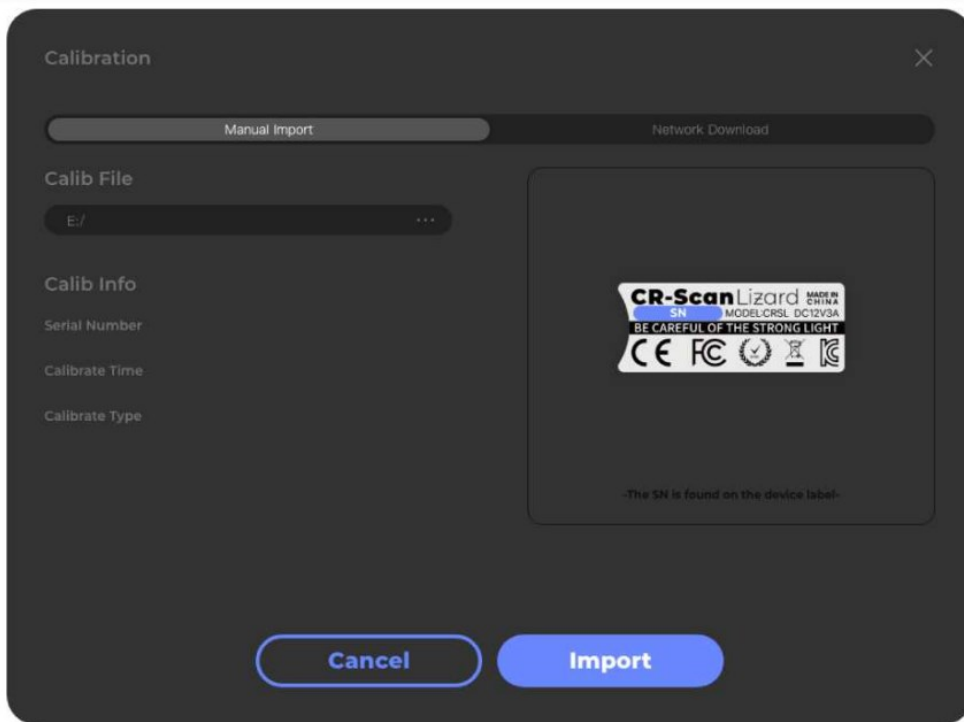 Calibration
Manual Import
Network Download
Calib File
E:/
...
Calib Info
Serial Number
Calibrate Time
Calibrate Type
CR-Scan Lizard MADE IN CHINA
SN MODEL:CRSL DC12V3A
BE CAREFUL OF THE STRONG LIGHT
CE FC
-The SN is found on the device label-
Cancel
Import